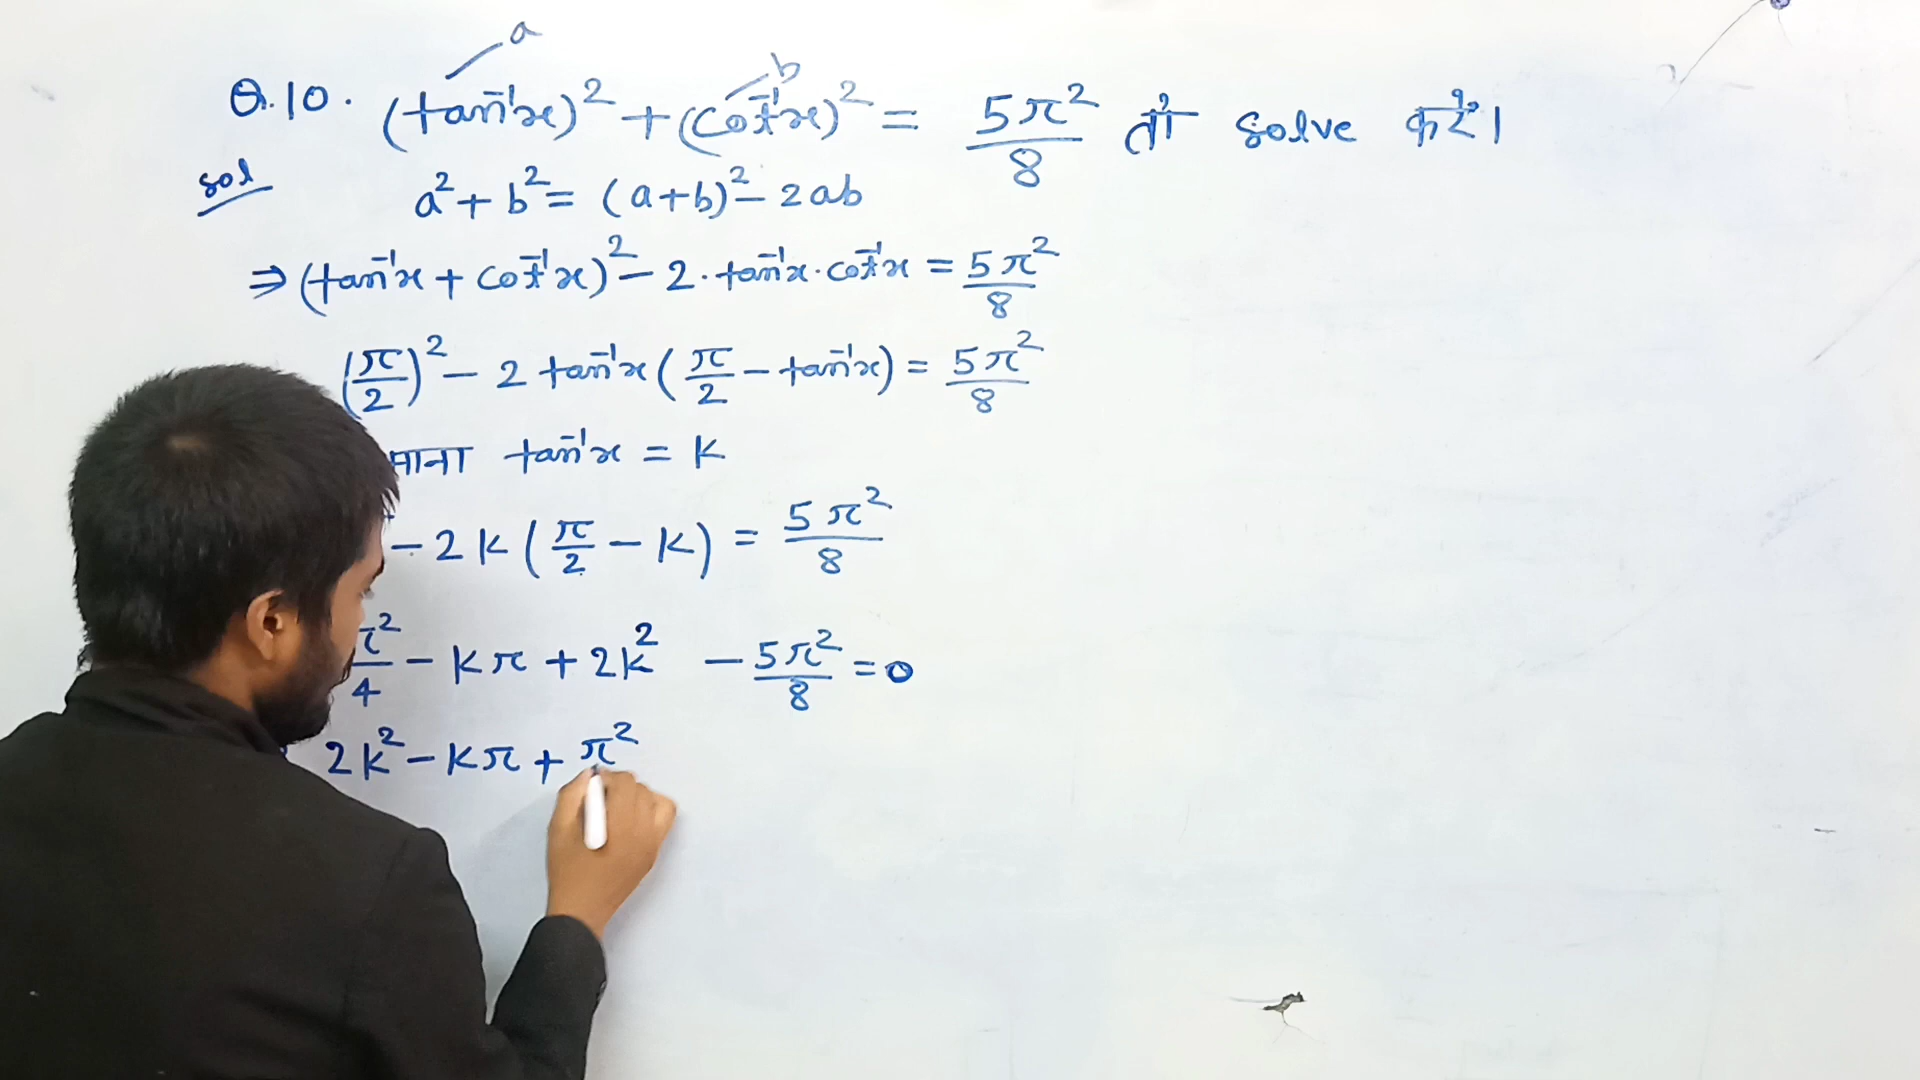 Q.10. (tan⁻¹x)² + (cot⁻¹x)² = 5π²/8 तो solve करें।
a
b
sol
a² + b² = (a+b)² - 2ab
⇒ (tan⁻¹x + cot⁻¹x)² - 2·tan⁻¹x·cot⁻¹x = 5π²/8
(π/2)² - 2 tan⁻¹x (π/2 - tan⁻¹x) = 5π²/8
माना tan⁻¹x = k
- 2k (π/2 - k) = 5π²/8
π²/4 - kπ + 2k² - 5π²/8 = 0
2k² - kπ + π²